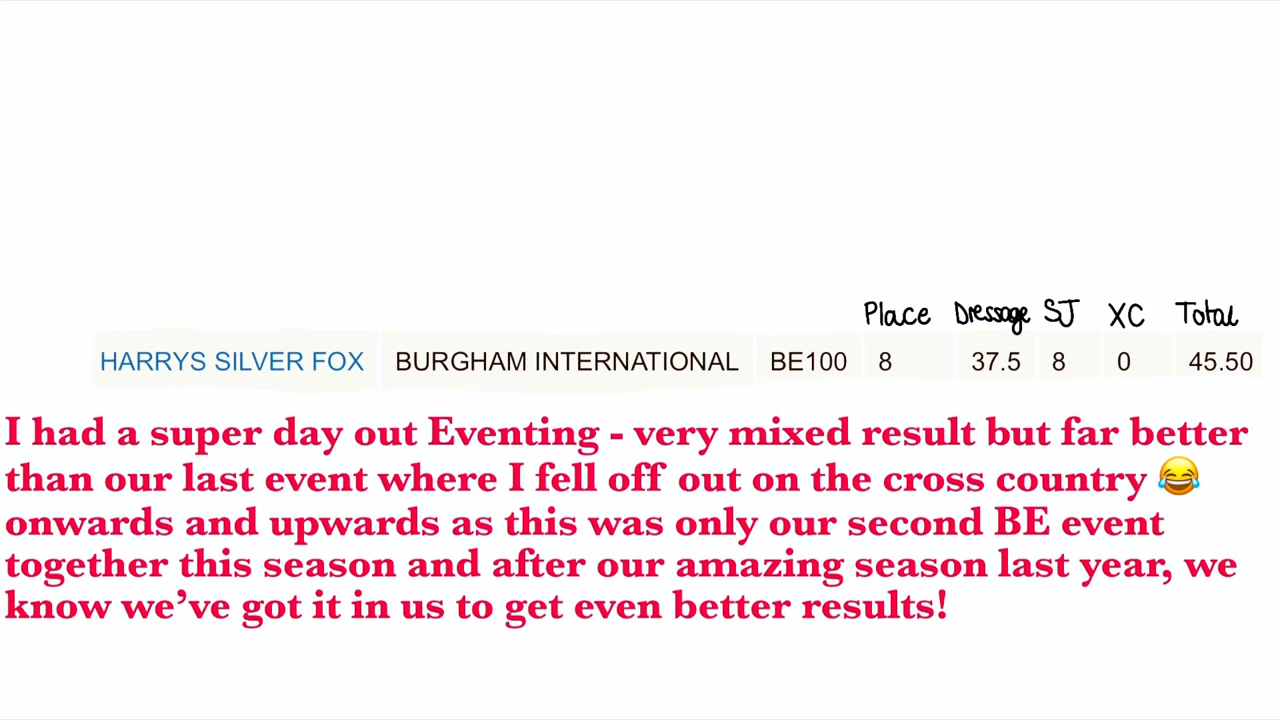 Place Dressage SJ XC Total
HARRYS SILVER FOX BURGHAM INTERNATIONAL BE100 8 37.5 8 0 45.50
I had a super day out Eventing - very mixed result but far better
than our last event where I fell off out on the cross country 😂
onwards and upwards as this was only our second BE event
together this season and after our amazing season last year, we
know we’ve got it in us to get even better results!